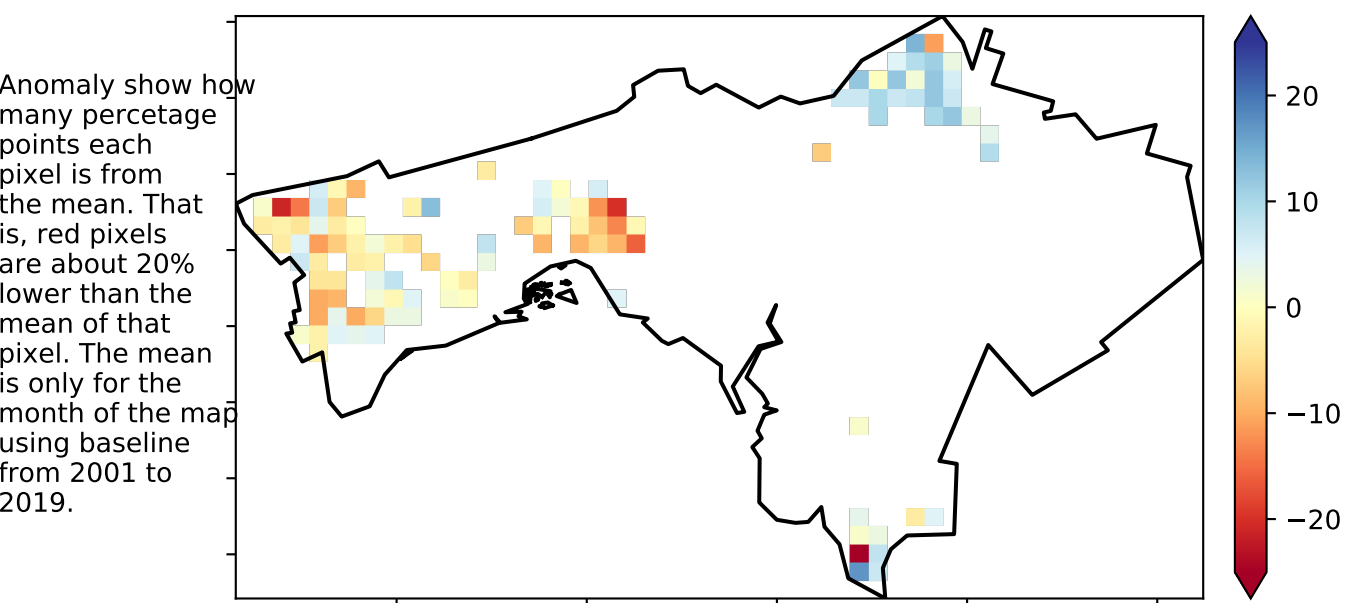 Anomaly show how
many percetage
points each
pixel is from
the mean. That
is, red pixels
are about 20%
lower than the
mean of that
pixel. The mean
is only for the
month of the map
using baseline
from 2001 to
2019.
20
10
0
−10
−20